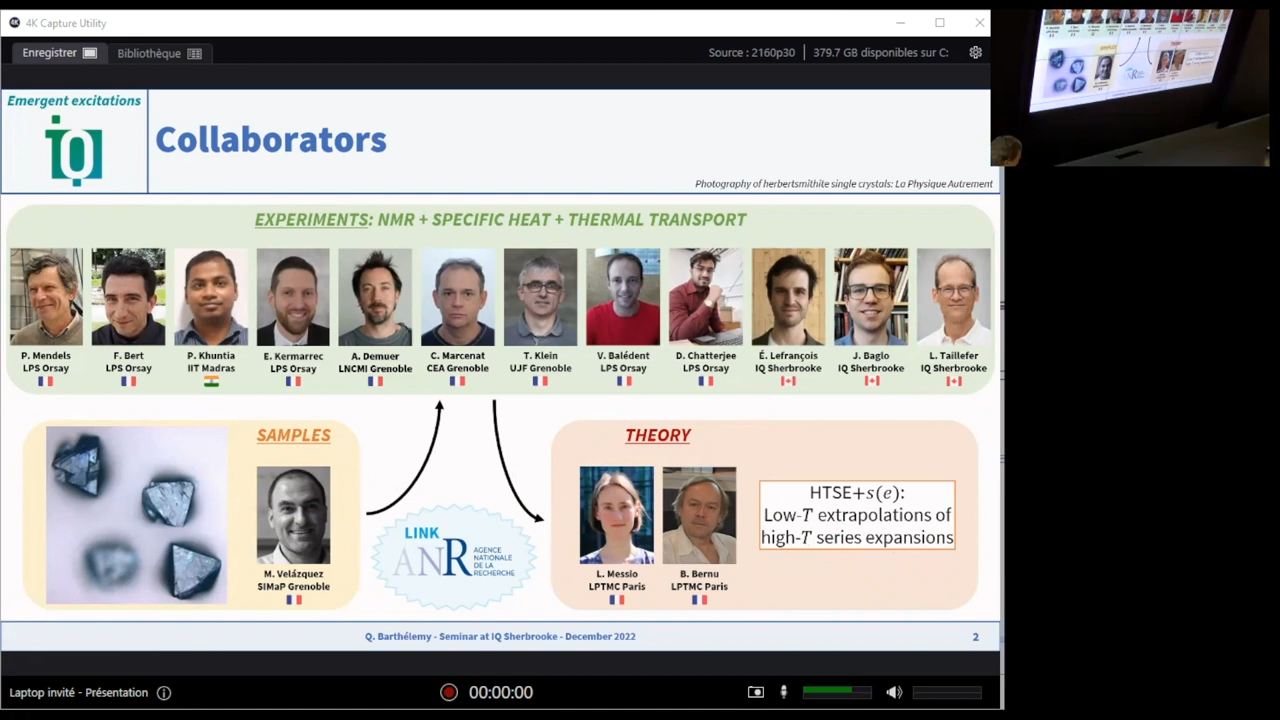 4K Capture Utility
Enregistrer
Bibliothèque
Source : 2160p30
379.7 GB disponibles sur C:
Emergent excitations
iQ
Collaborators
Photography of herbertsmithite single crystals: La Physique Autrement
EXPERIMENTS: NMR + SPECIFIC HEAT + THERMAL TRANSPORT
P. Mendels
LPS Orsay
F. Bert
LPS Orsay
P. Khuntia
IIT Madras
E. Kermarrec
LPS Orsay
A. Demuer
LNCMI Grenoble
C. Marcenat
CEA Grenoble
T. Klein
UJF Grenoble
V. Balédent
LPS Orsay
D. Chatterjee
LPS Orsay
É. Lefrançois
IQ Sherbrooke
J. Baglo
IQ Sherbrooke
L. Taillefer
IQ Sherbrooke
SAMPLES
M. Velázquez
SIMaP Grenoble
LINK
ANR
AGENCE
NATIONALE
DE LA
RECHERCHE
THEORY
L. Messio
LPTMC Paris
B. Bernu
LPTMC Paris
HTSE+s(e):
Low-T extrapolations of
high-T series expansions
Q. Barthélemy - Seminar at IQ Sherbrooke - December 2022
2
Laptop invité - Présentation
00:00:00